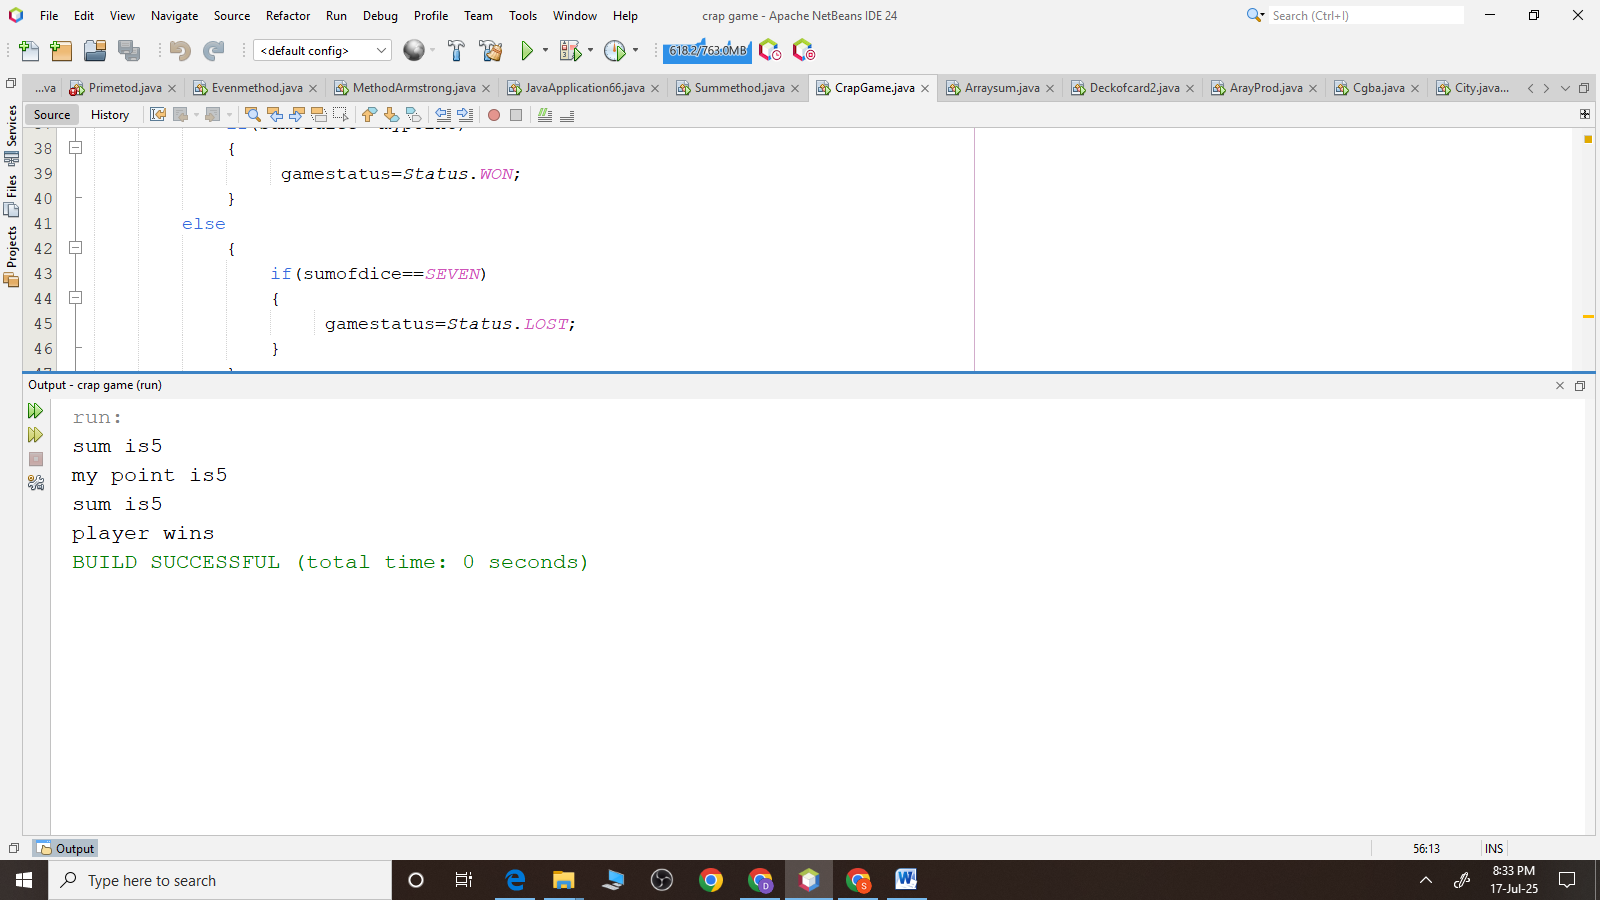 File Edit View Navigate Source Refactor Run Debug Profile Team Tools Window Help crap game - Apache NetBeans IDE 24 Search (Ctrl+I)
<default config> 618.2/763.0MB
...va Primetod.java Evenmethod.java MethodArmstrong.java JavaApplication66.java Summethod.java CrapGame.java Arraysum.java Deckofcard2.java ArayProd.java Cgba.java City.java...
Source History
Services
Files
Projects
38 {
39 gamestatus=Status.WON;
40 }
41 else
42 {
43 if(sumofdice==SEVEN)
44 {
45 gamestatus=Status.LOST;
46 }
Output - crap game (run)
run:
sum is5
my point is5
sum is5
player wins
BUILD SUCCESSFUL (total time: 0 seconds)
Output 56:13 INS
Type here to search
8:33 PM
17-Jul-25